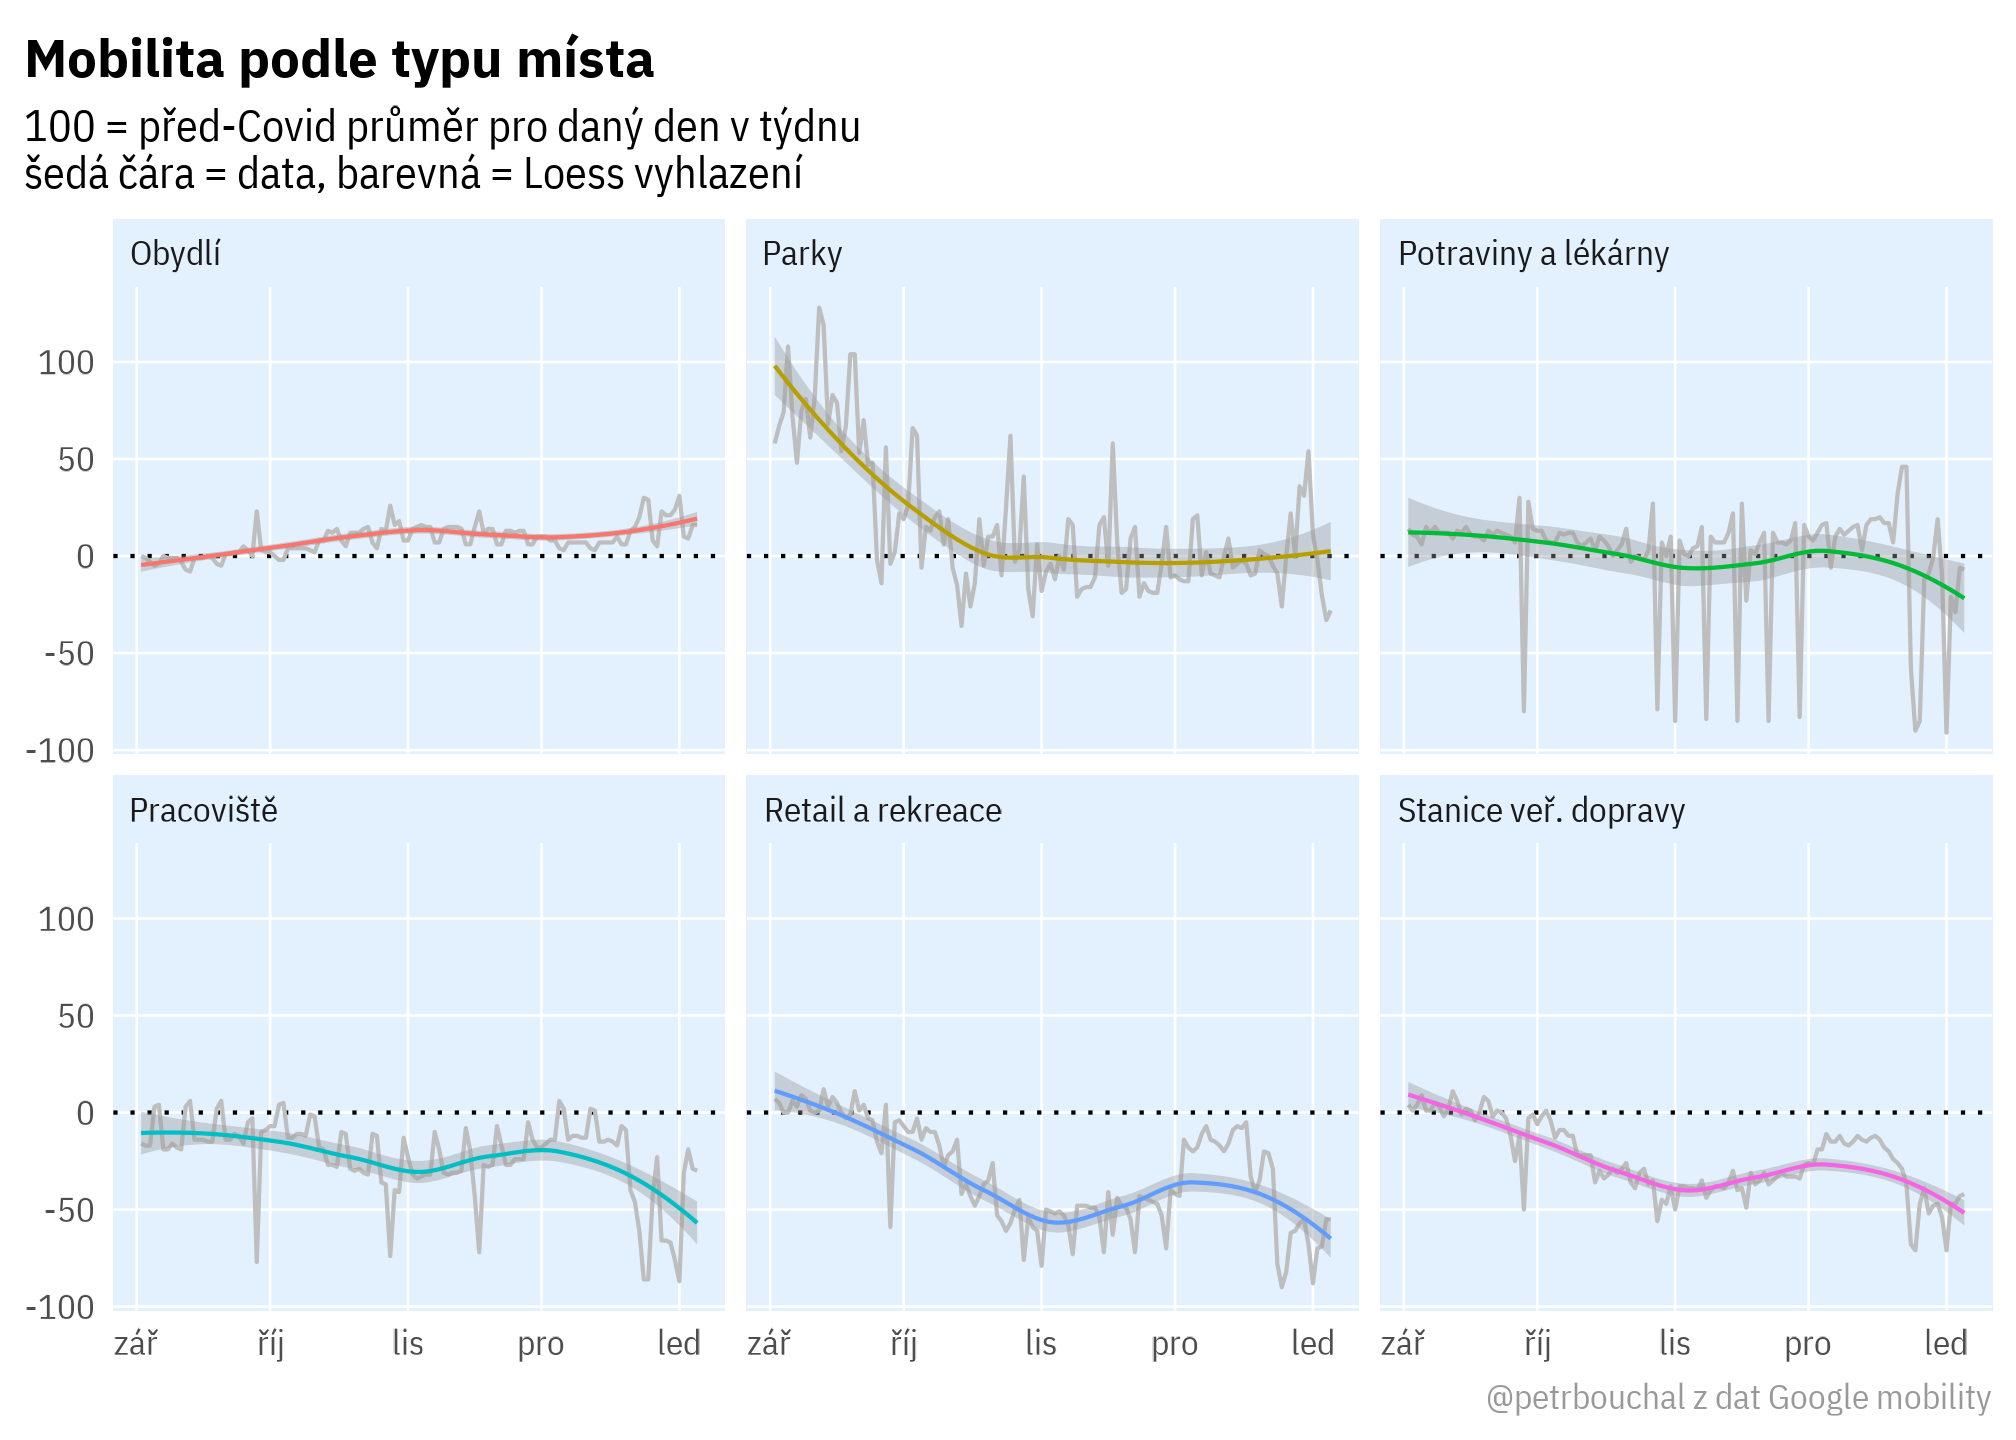 Mobilita podle typu místa
100 = před-Covid průměr pro daný den v týdnu
šedá čára = data, barevná = Loess vyhlazení
Obydlí
Parky
Potraviny a lékárny
100
50
0
-50
-100
Pracoviště
Retail a rekreace
Stanice veř. dopravy
100
50
0
-50
-100
zář říj lis pro led
zář říj lis pro led
zář říj lis pro led
@petrbouchal z dat Google mobility